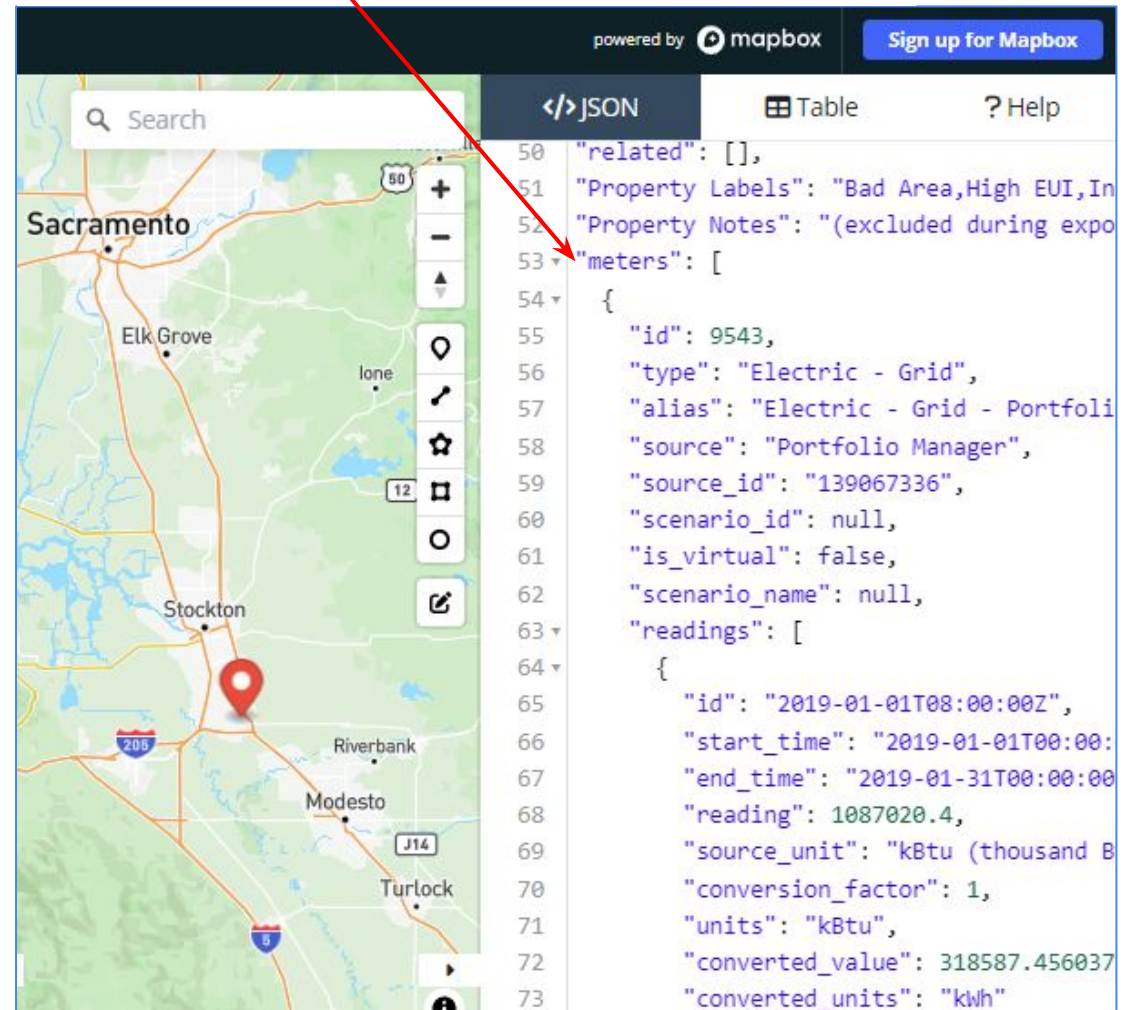 powered by mapbox
Sign up for Mapbox
Search
</> JSON
Table
? Help
50 "related": [],
51 "Property Labels": "Bad Area,High EUI,In
52 "Property Notes": "(excluded during expo
53 "meters": [
54 {
55 "id": 9543,
56 "type": "Electric - Grid",
57 "alias": "Electric - Grid - Portfoli
58 "source": "Portfolio Manager",
59 "source_id": "139067336",
60 "scenario_id": null,
61 "is_virtual": false,
62 "scenario_name": null,
63 "readings": [
64 {
65 "id": "2019-01-01T08:00:00Z",
66 "start_time": "2019-01-01T00:00:
67 "end_time": "2019-01-31T00:00:00
68 "reading": 1087020.4,
69 "source_unit": "kBtu (thousand B
70 "conversion_factor": 1,
71 "units": "kBtu",
72 "converted_value": 318587.456037
73 "converted_units": "kWh"
50
Sacramento
Elk Grove
Ione
12
Stockton
205
Riverbank
Modesto
J14
Turlock
5